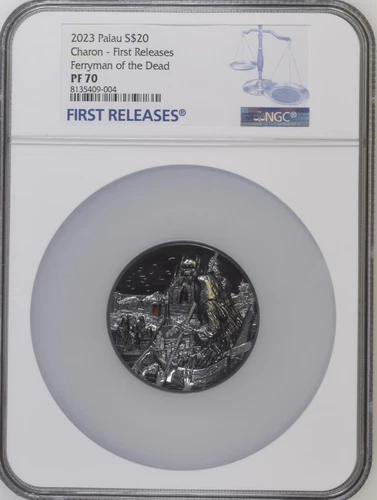 2023 Palau S$20
Charon - First Releases
Ferryman of the Dead
PF 70
8135409-004
FIRST RELEASES®
NGC®